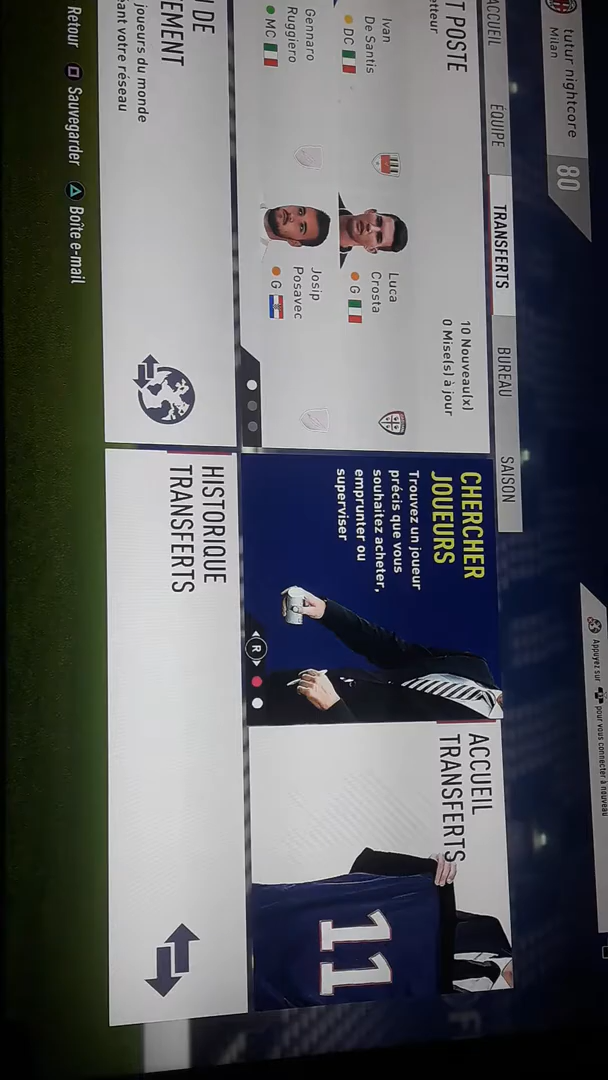 tutur nightcore
Milan
80
Appuyez sur pour vous connecter à nouveau
ACCUEIL
ÉQUIPE
TRANSFERTS
BUREAU
SAISON
T POSTE
etteur
10 Nouveau(x)
0 Mise(s) à jour
Ivan
De Santis
DC
Luca
Crosta
G
Gennaro
Ruggiero
MC
Josip
Posavec
G
CHERCHER
JOUEURS
Trouvez un joueur
précis que vous
souhaitez acheter,
emprunter ou
superviser
R
ACCUEIL
TRANSFERTS
11
U DE
TEMENT
joueurs du monde
eant votre réseau
HISTORIQUE
TRANSFERTS
Retour Sauvegarder Boîte e-mail